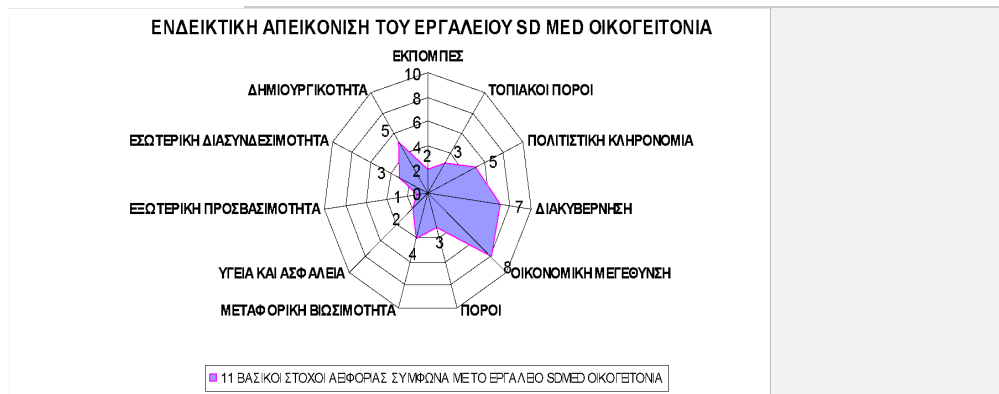 ΕΝΔΕΙΚΤΙΚΗ ΑΠΕΙΚΟΝΙΣΗ ΤΟΥ ΕΡΓΑΛΕΙΟΥ SD MED ΟΙΚΟΓΕΙΤΟΝΙΑ
ΕΚΠΟΜΠΕΣ
10
ΔΗΜΙΟΥΡΓΙΚΟΤΗΤΑ
ΤΟΠΙΑΚΟΙ ΠΟΡΟΙ
8
6
5
ΕΣΩΤΕΡΙΚΗ ΔΙΑΣΥΝΔΕΣΙΜΟΤΗΤΑ
ΠΟΛΙΤΙΣΤΙΚΗ ΚΛΗΡΟΝΟΜΙΑ
4
2
3
5
3
2
1
0
ΕΞΩΤΕΡΙΚΗ ΠΡΟΣΒΑΣΙΜΟΤΗΤΑ
7
ΔΙΑΚΥΒΕΡΝΗΣΗ
2
3
4
8
ΥΓΕΙΑ ΚΑΙ ΑΣΦΑΛΕΙΑ
ΟΙΚΟΝΟΜΙΚΗ ΜΕΓΕΘΥΝΣΗ
ΜΕΤΑΦΟΡΙΚΗ ΒΙΩΣΙΜΟΤΗΤΑ
ΠΟΡΟΙ
11 ΒΑΣΙΚΟΙ ΣΤΟΧΟΙ ΑΕΙΦΟΡΙΑΣ ΣΥΜΦΩΝΑ ΜΕ ΤΟ ΕΡΓΑΛΕΙΟ SDMED ΟΙΚΟΓΕΙΤΟΝΙΑ